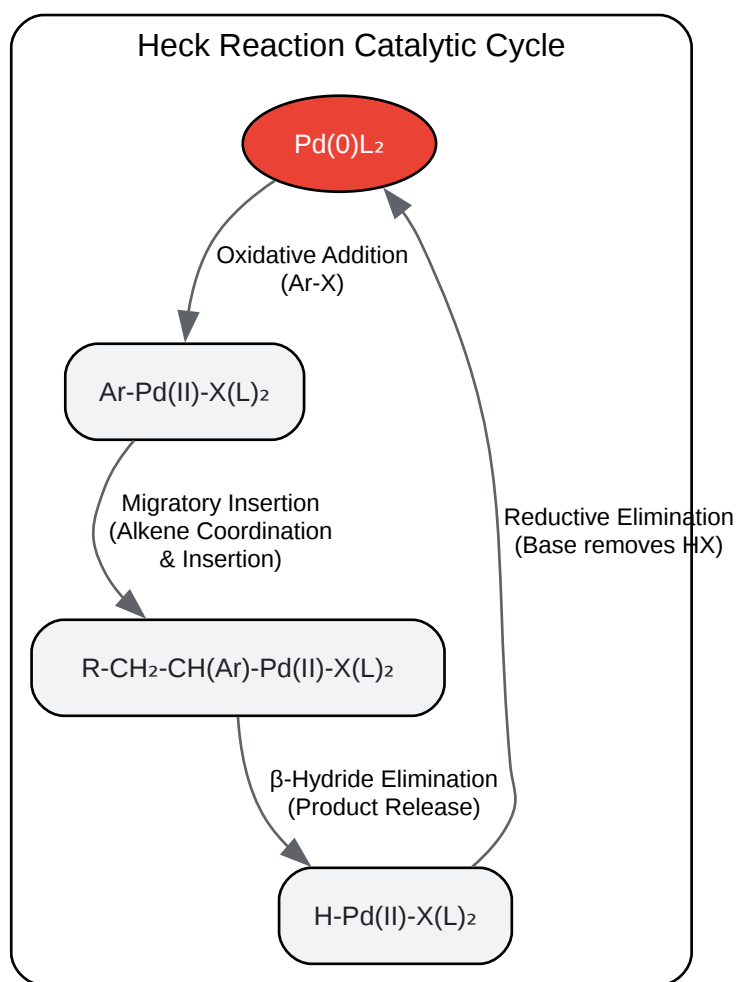 Heck Reaction Catalytic Cycle
Pd(0)L₂
Oxidative Addition
(Ar-X)
Ar-Pd(II)-X(L)₂
Migratory Insertion
(Alkene Coordination
& Insertion)
Reductive Elimination
(Base removes HX)
R-CH₂-CH(Ar)-Pd(II)-X(L)₂
β-Hydride Elimination
(Product Release)
H-Pd(II)-X(L)₂